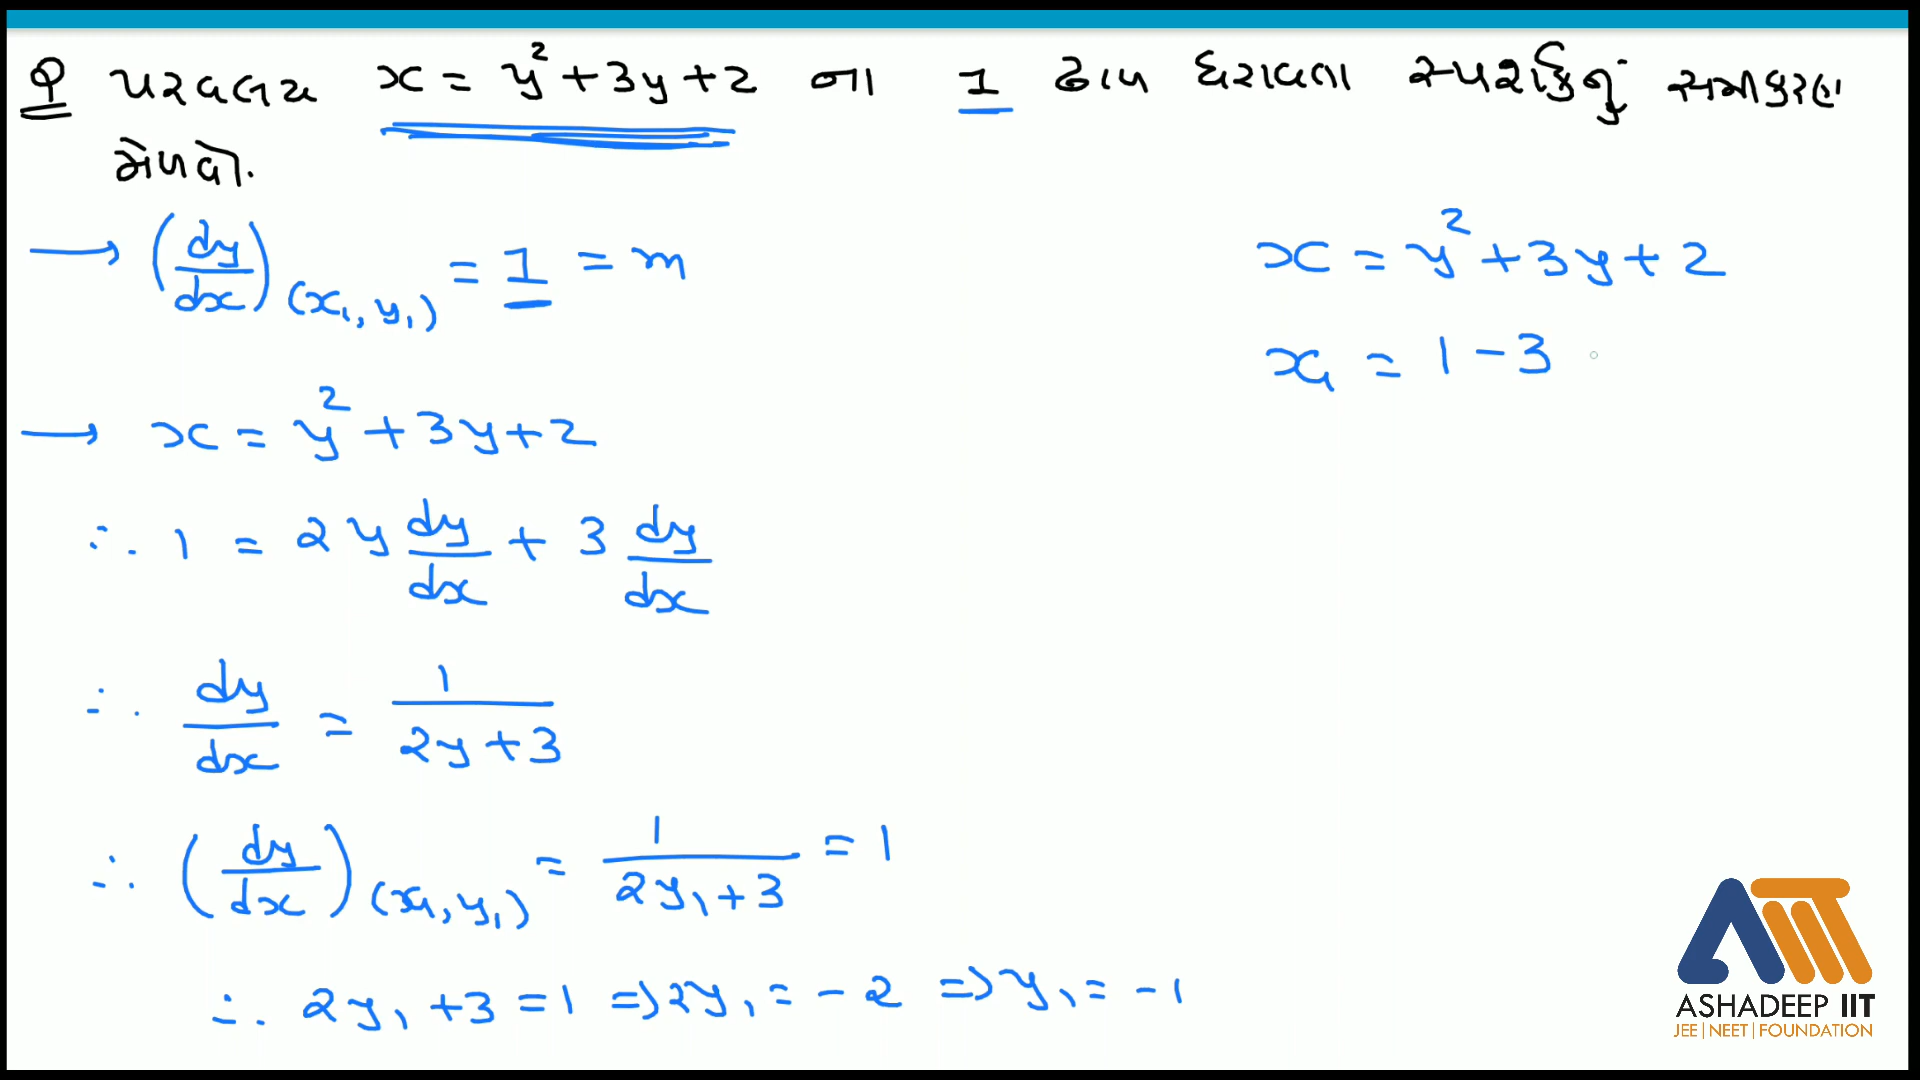 Q પરવલય x = y² + 3y + 2 ના 1 ઢાળ ધરાવતા સ્પર્શકનું સમીકરણ
મેળવો.
→ (dy/dx)(x₁, y₁) = 1 = m
→ x = y² + 3y + 2
∴ 1 = 2y dy/dx + 3 dy/dx
∴ dy/dx = 1/(2y + 3)
∴ (dy/dx)(x₁, y₁) = 1/(2y₁ + 3) = 1
∴ 2y₁ + 3 = 1 ⇒ 2y₁ = -2 ⇒ y₁ = -1
x = y² + 3y + 2
x₁ = 1 - 3
ASHADEEP IIT
JEE | NEET | FOUNDATION